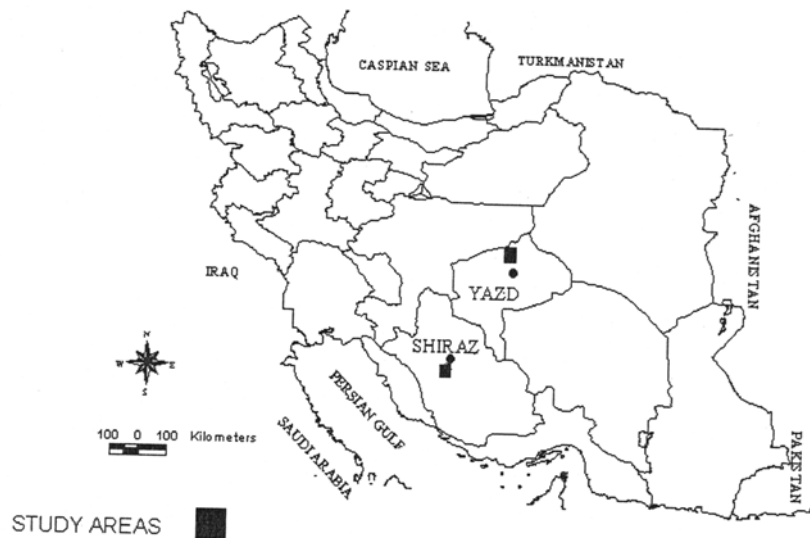 CASPIAN SEA
TURKMANISTAN
AFGHANISTAN
IRAQ
YAZD
SHIRAZ
N
W E
S
PERSIAN GULF
100 0 100 Kilometers
SAUDI ARABIA
PAKISTAN
STUDY AREAS